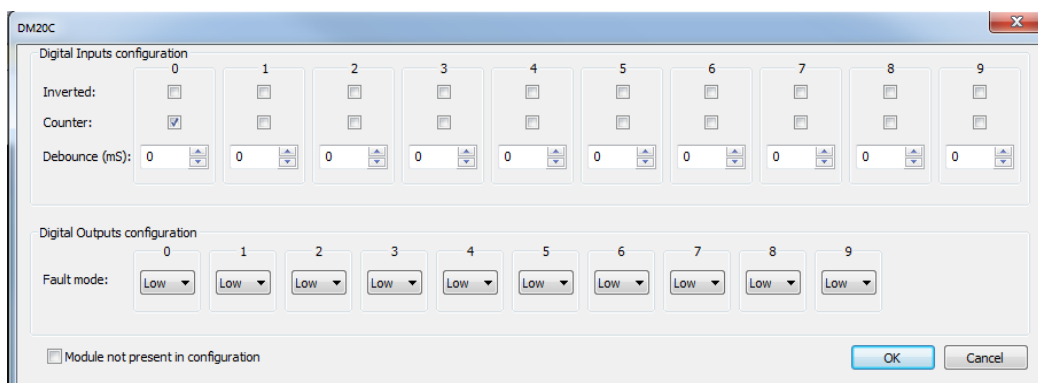 DM20C
Digital Inputs configuration
0 1 2 3 4 5 6 7 8 9
Inverted:
Counter:
Debounce (mS): 0 0 0 0 0 0 0 0 0 0
Digital Outputs configuration
0 1 2 3 4 5 6 7 8 9
Fault mode: Low Low Low Low Low Low Low Low Low Low
Module not present in configuration
OK Cancel